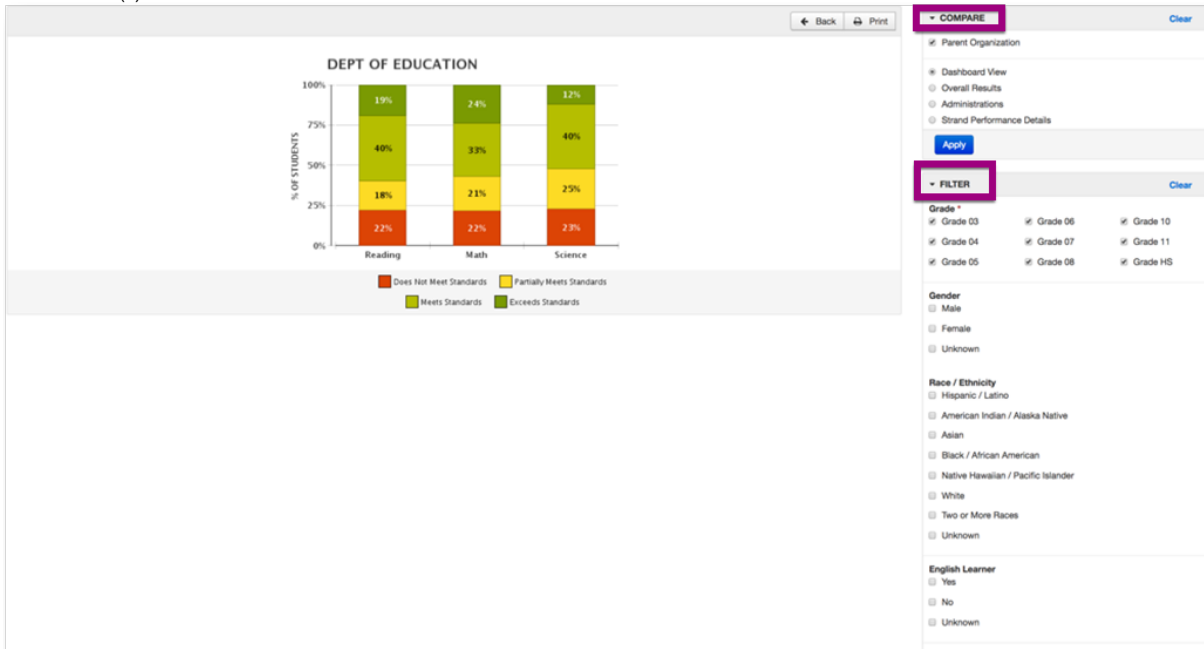 Back Print
DEPT OF EDUCATION
100%
75%
50%
25%
0%
% OF STUDENTS
19%
40%
18%
22%
24%
33%
21%
22%
12%
40%
25%
23%
Reading Math Science
Does Not Meet Standards Partially Meets Standards
Meets Standards Exceeds Standards
COMPARE Clear
Parent Organization
Dashboard View
Overall Results
Administrations
Strand Performance Details
Apply
FILTER Clear
Grade *
Grade 03 Grade 06 Grade 10
Grade 04 Grade 07 Grade 11
Grade 05 Grade 08 Grade HS
Gender
Male
Female
Unknown
Race / Ethnicity
Hispanic / Latino
American Indian / Alaska Native
Asian
Black / African American
Native Hawaiian / Pacific Islander
White
Two or More Races
Unknown
English Learner
Yes
No
Unknown